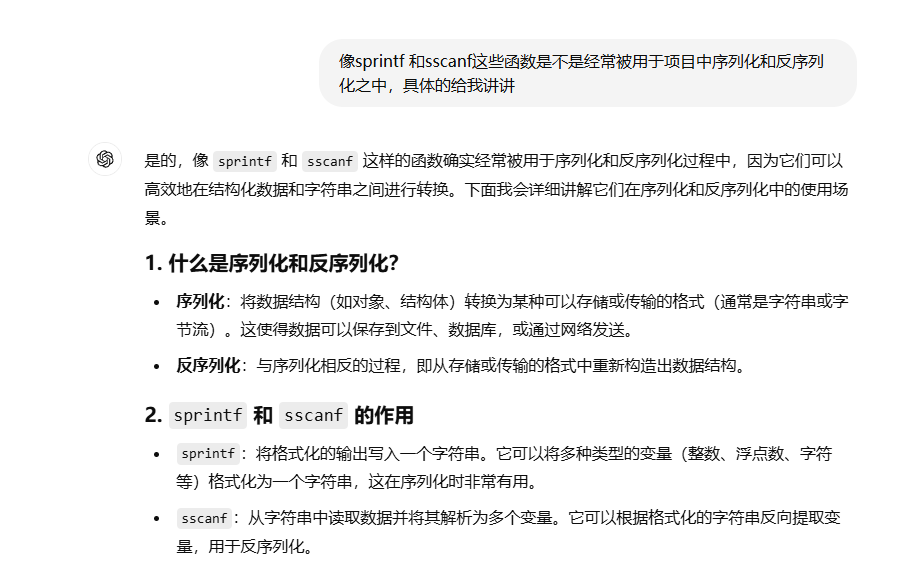 像sprintf 和sscanf这些函数是不是经常被用于项目中序列化和反序列
化之中，具体的给我讲讲
是的，像 sprintf 和 sscanf 这样的函数确实经常被用于序列化和反序列化过程中，因为它们可以
高效地在结构化数据和字符串之间进行转换。下面我会详细讲解它们在序列化和反序列化中的使用场
景。
1. 什么是序列化和反序列化？
• 序列化：将数据结构（如对象、结构体）转换为某种可以存储或传输的格式（通常是字符串或字
节流）。这使得数据可以保存到文件、数据库，或通过网络发送。
• 反序列化：与序列化相反的过程，即从存储或传输的格式中重新构造出数据结构。
2. sprintf 和 sscanf 的作用
• sprintf：将格式化的输出写入一个字符串。它可以将多种类型的变量（整数、浮点数、字符
等）格式化为一个字符串，这在序列化时非常有用。
• sscanf：从字符串中读取数据并将其解析为多个变量。它可以根据格式化的字符串反向提取变
量，用于反序列化。